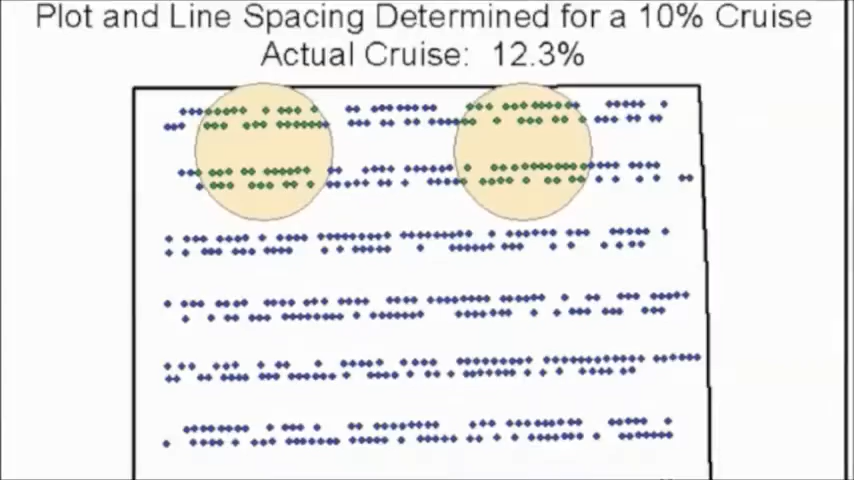 Plot and Line Spacing Determined for a 10% Cruise
Actual Cruise: 12.3%